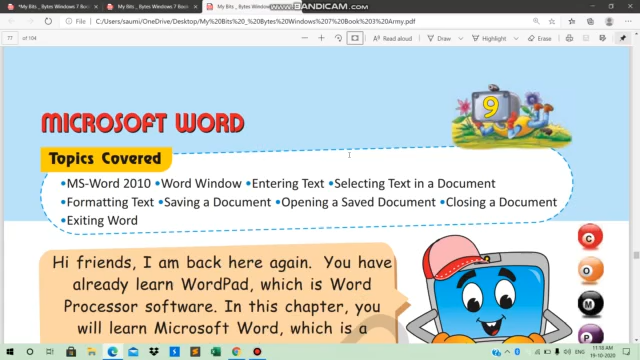 *My Bits _ Bytes Windows 7 Book
My Bits _ Bytes Windows 7 Book
My Bits _ Bytes Window
WWW.BANDICAM.COM
File | C:/Users/saumi/OneDrive/Desktop/My%20Bits%20_%20Bytes%20Windows%207%20Book%203%20Army.pdf
77 of 104
Read aloud
Draw
Highlight
Erase
9
MICROSOFT WORD
Topics Covered
•MS-Word 2010 •Word Window •Entering Text •Selecting Text in a Document
•Formatting Text •Saving a Document •Opening a Saved Document •Closing a Document
•Exiting Word
Hi friends, I am back here again. You have
already learn WordPad, which is Word
Processor software. In this chapter, you
will learn Microsoft Word, which is a
C
O
M
P
ENG
11:18 AM
19-10-2020